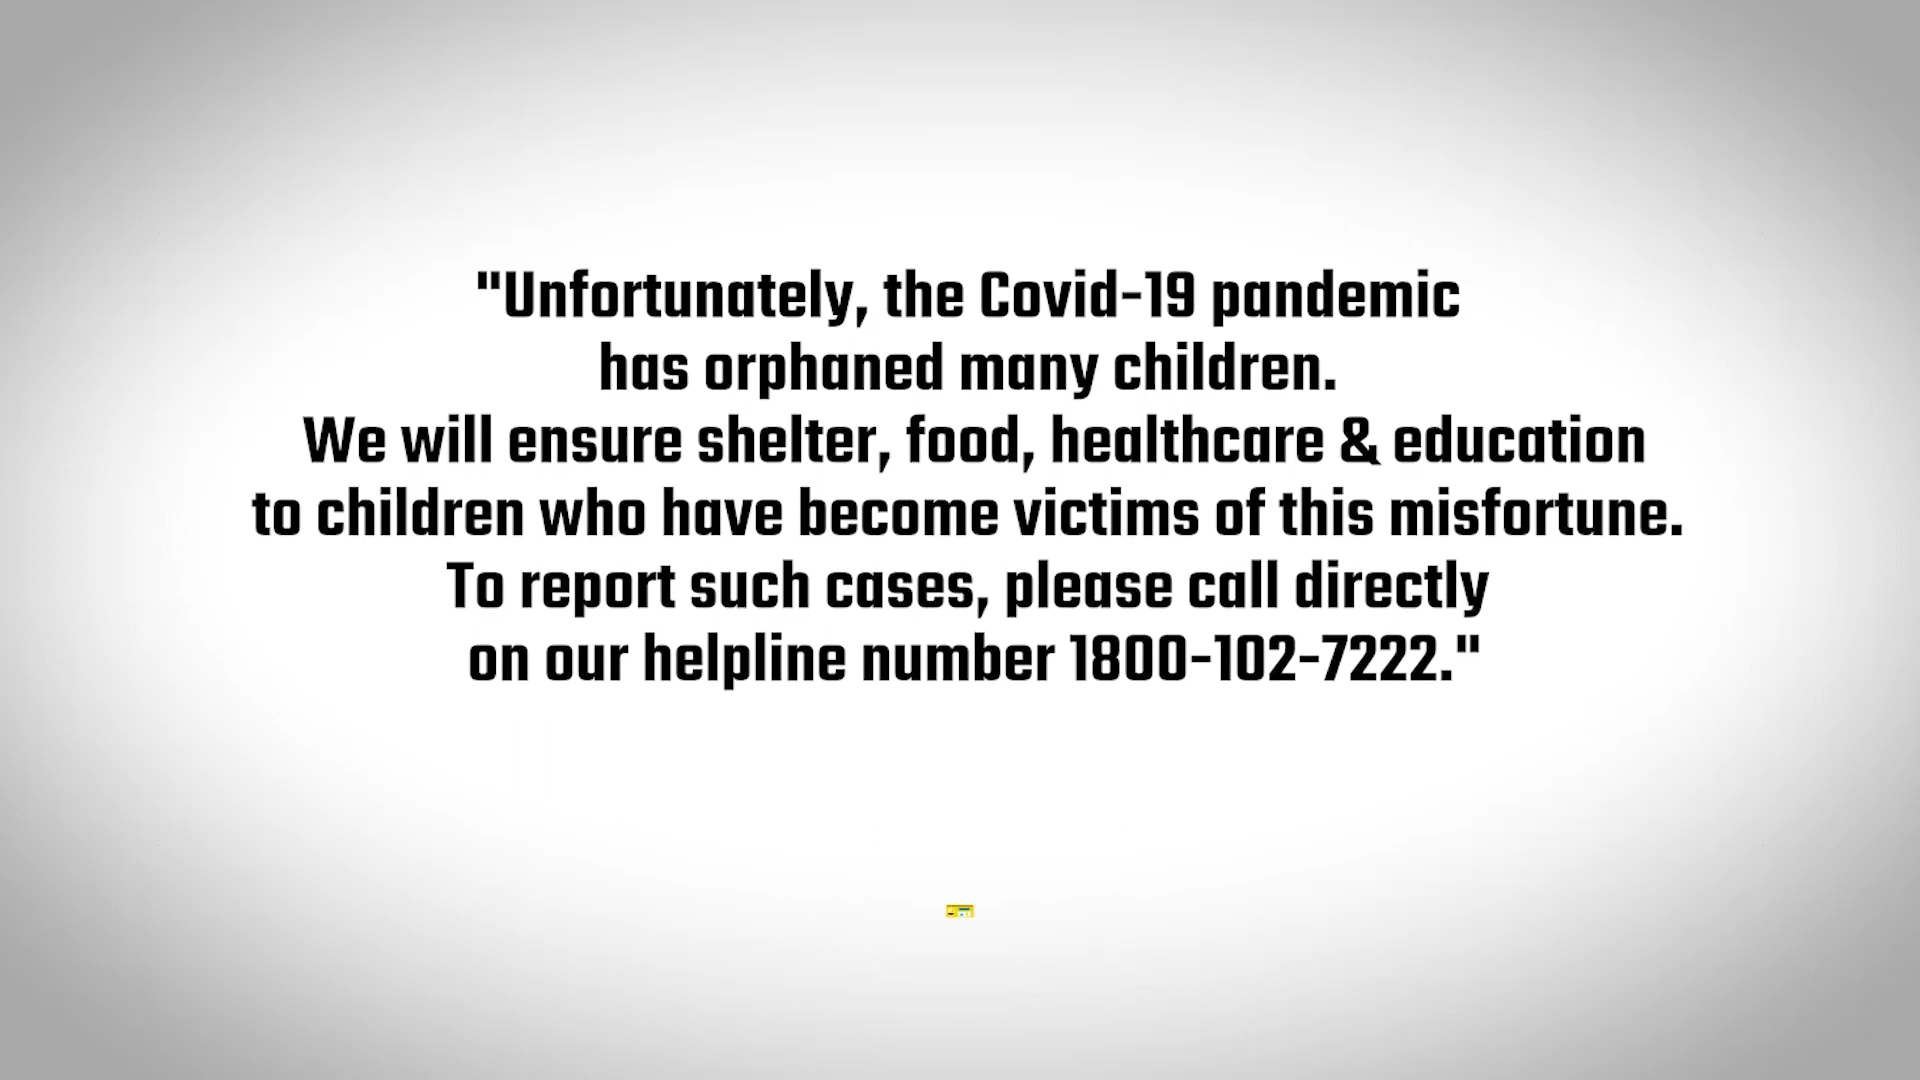 "Unfortunately, the Covid-19 pandemic
has orphaned many children.
We will ensure shelter, food, healthcare & education
to children who have become victims of this misfortune.
To report such cases, please call directly
on our helpline number 1800-102-7222."